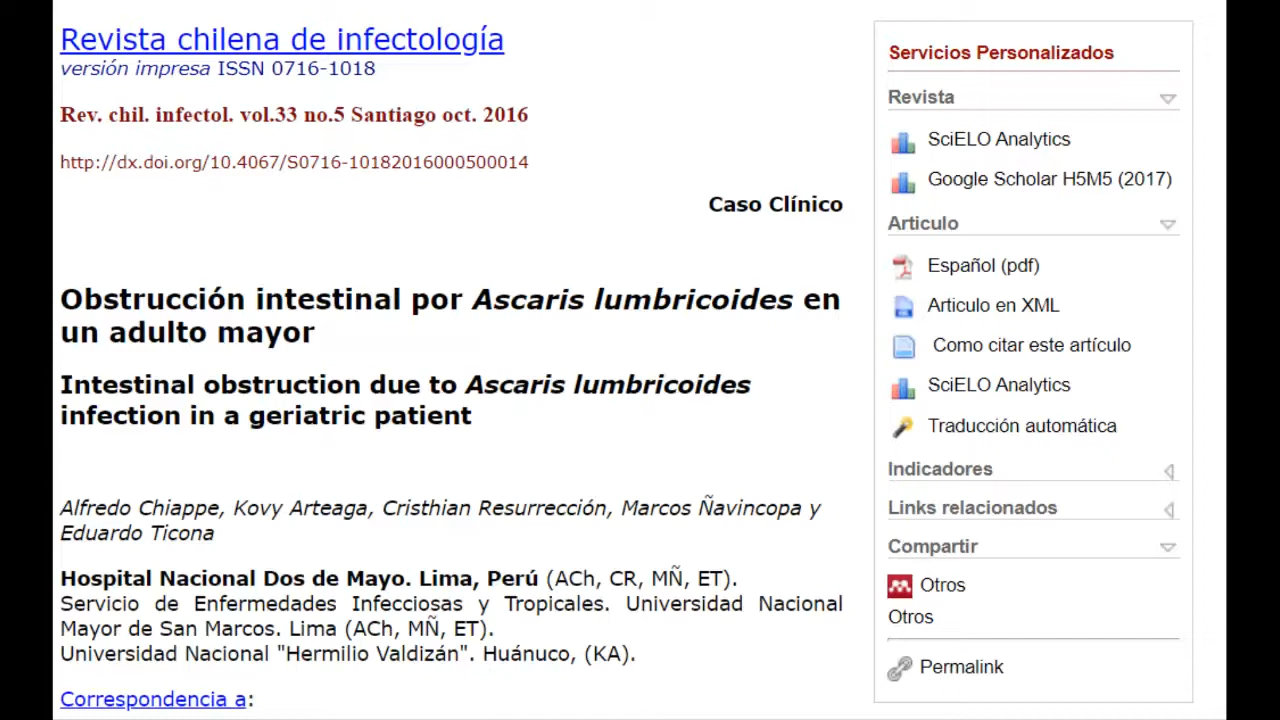 Revista chilena de infectología
versión impresa ISSN 0716-1018
Rev. chil. infectol. vol.33 no.5 Santiago oct. 2016
http://dx.doi.org/10.4067/S0716-10182016000500014
Caso Clínico
Obstrucción intestinal por Ascaris lumbricoides en
un adulto mayor
Intestinal obstruction due to Ascaris lumbricoides
infection in a geriatric patient
Alfredo Chiappe, Kovy Arteaga, Cristhian Resurrección, Marcos Ñavincopa y
Eduardo Ticona
Hospital Nacional Dos de Mayo. Lima, Perú (ACh, CR, MÑ, ET).
Servicio de Enfermedades Infecciosas y Tropicales. Universidad Nacional
Mayor de San Marcos. Lima (ACh, MÑ, ET).
Universidad Nacional "Hermilio Valdizán". Huánuco, (KA).
Correspondencia a:
Servicios Personalizados
Revista
SciELO Analytics
Google Scholar H5M5 (2017)
Articulo
Español (pdf)
Articulo en XML
Como citar este artículo
SciELO Analytics
Traducción automática
Indicadores
Links relacionados
Compartir
Otros
Otros
Permalink